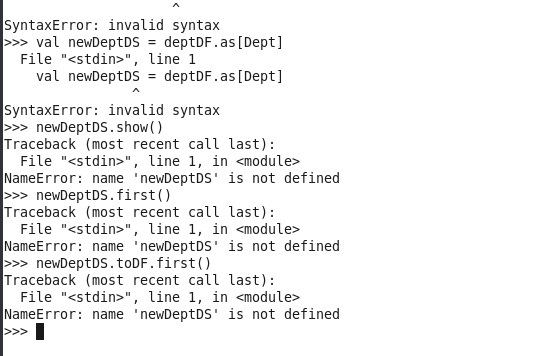 ^
SyntaxError: invalid syntax
>>> val newDeptDS = deptDF.as[Dept]
  File "<stdin>", line 1
    val newDeptDS = deptDF.as[Dept]
                ^
SyntaxError: invalid syntax
>>> newDeptDS.show()
Traceback (most recent call last):
  File "<stdin>", line 1, in <module>
NameError: name 'newDeptDS' is not defined
>>> newDeptDS.first()
Traceback (most recent call last):
  File "<stdin>", line 1, in <module>
NameError: name 'newDeptDS' is not defined
>>> newDeptDS.toDF.first()
Traceback (most recent call last):
  File "<stdin>", line 1, in <module>
NameError: name 'newDeptDS' is not defined
>>>